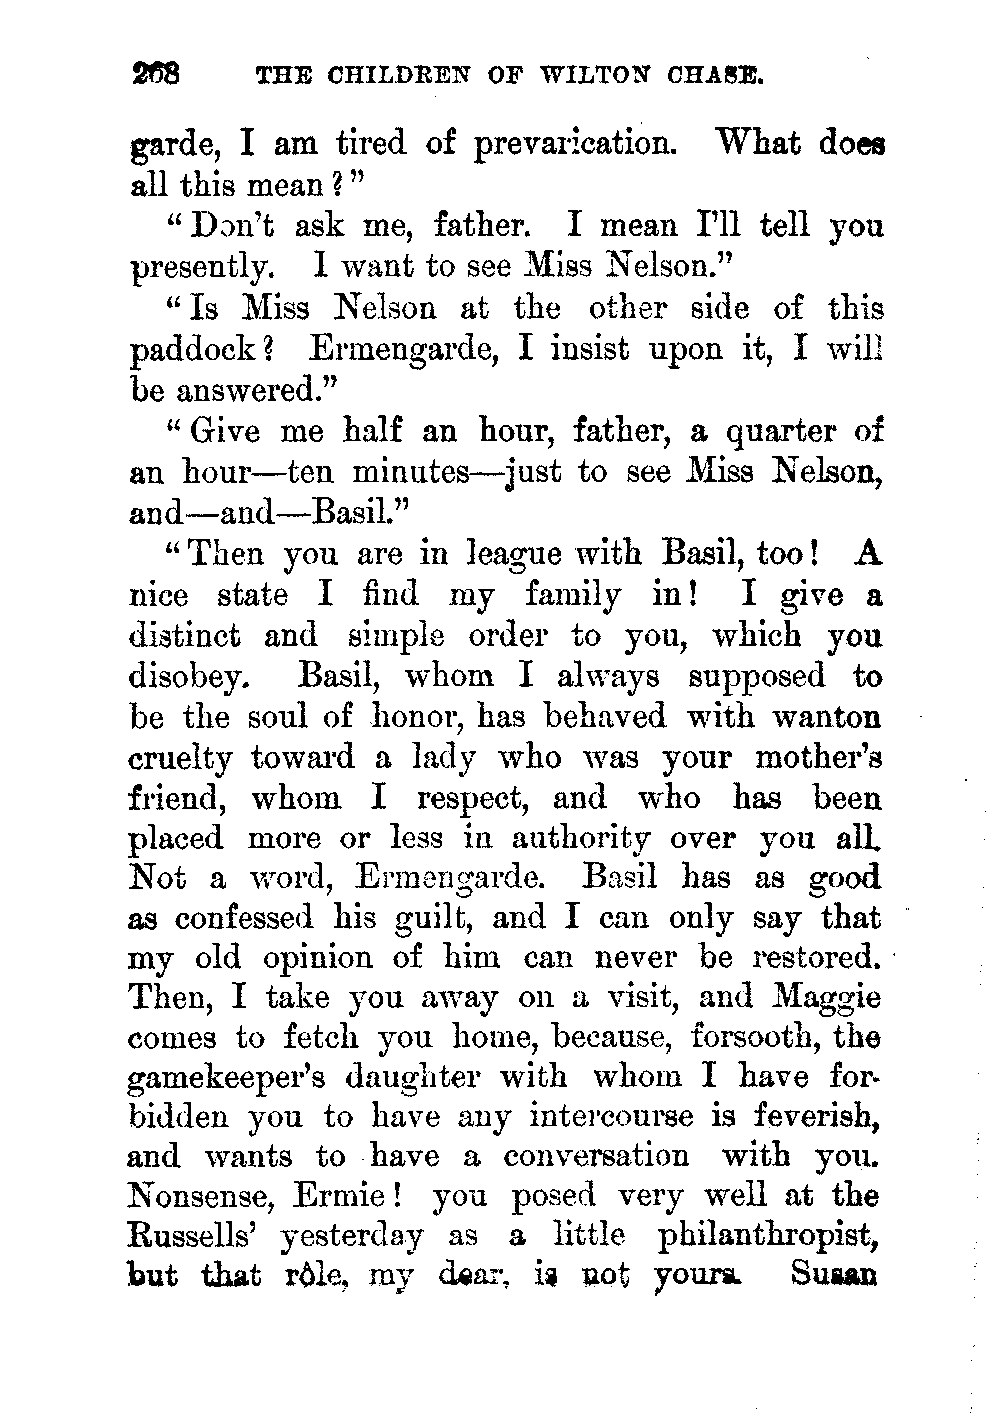 268 THE CHILDREN OF WILTON CHASE.
garde, I am tired of prevarication. What does
all this mean?”
“Don't ask me, father. I mean I'll tell you
presently. I want to see Miss Nelson.”
“Is Miss Nelson at the other side of this
paddock? Ermengarde, I insist upon it, I will
be answered.”
“Give me half an hour, father, a quarter of
an hour—ten minutes—just to see Miss Nelson,
and—and—Basil.”
“Then you are in league with Basil, too! A
nice state I find my family in! I give a
distinct and simple order to you, which you
disobey. Basil, whom I always supposed to
be the soul of honor, has behaved with wanton
cruelty toward a lady who was your mother's
friend, whom I respect, and who has been
placed more or less in authority over you all.
Not a word, Ermengarde. Basil has as good
as confessed his guilt, and I can only say that
my old opinion of him can never be restored.
Then, I take you away on a visit, and Maggie
comes to fetch you home, because, forsooth, the
gamekeeper's daughter with whom I have for-
bidden you to have any intercourse is feverish,
and wants to have a conversation with you.
Nonsense, Ermie! you posed very well at the
Russells' yesterday as a little philanthropist,
but that rôle, my dear, is not yours. Susan